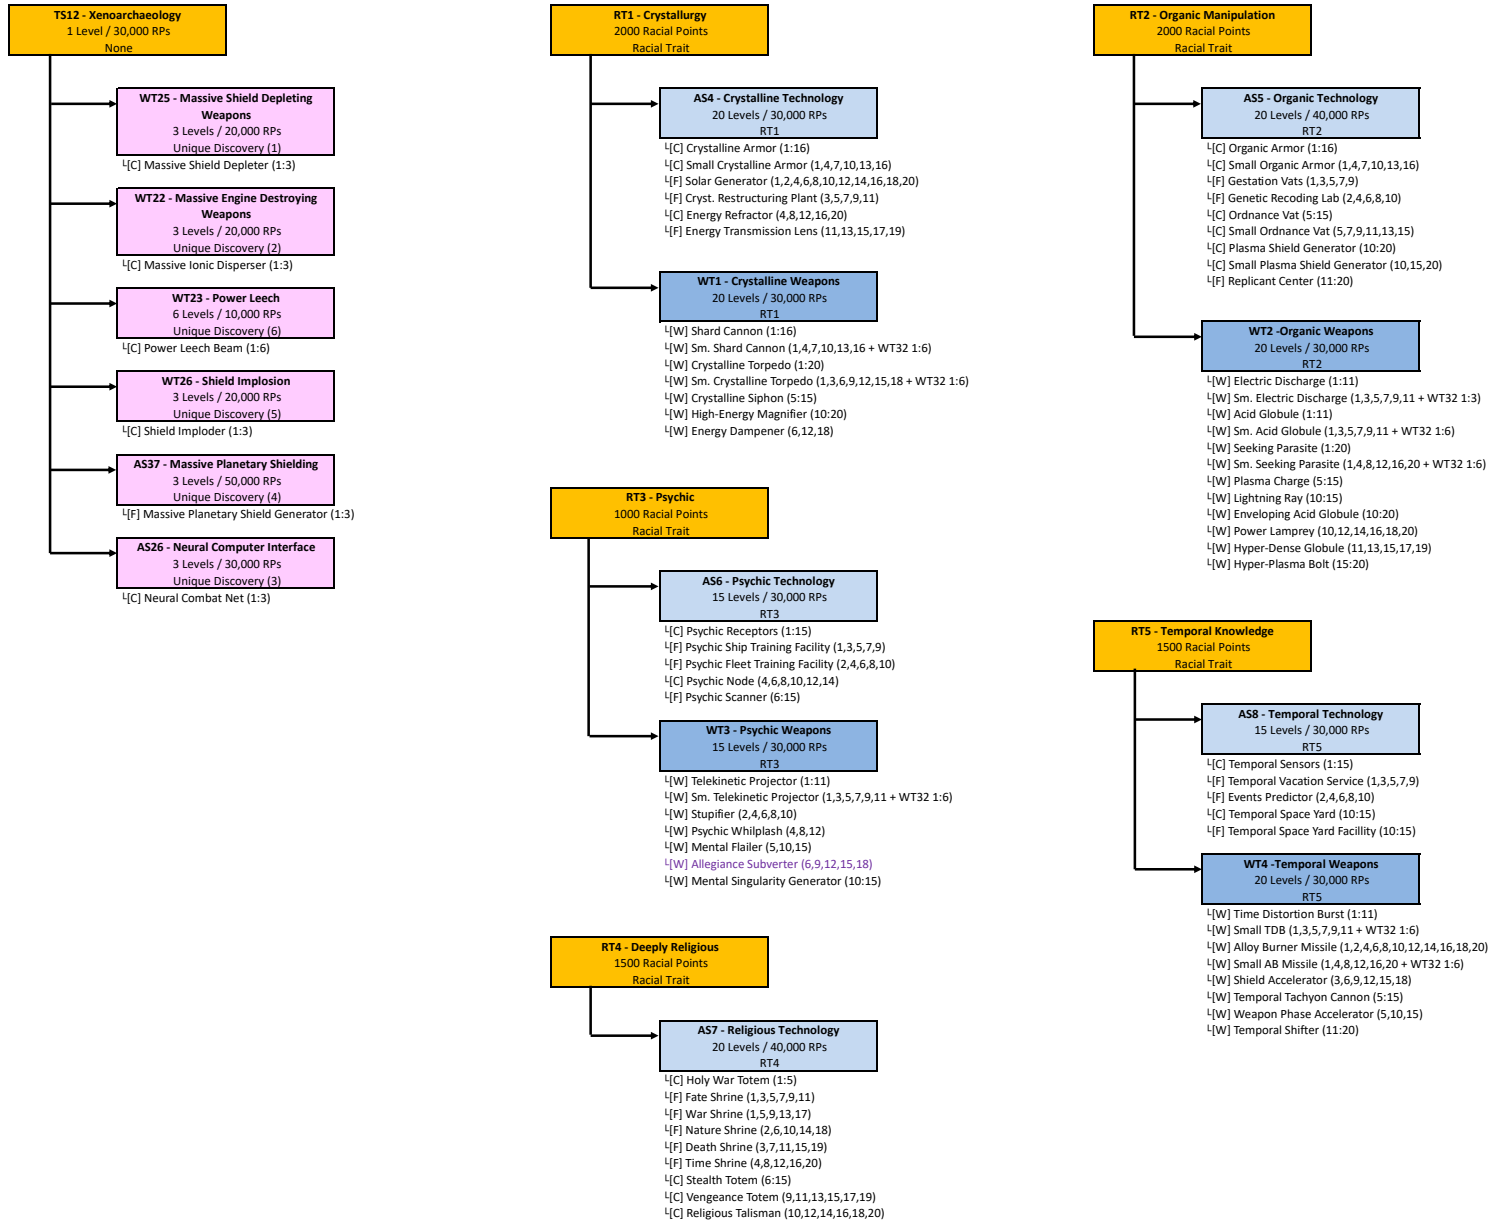 TS12 - Xenoarchaeology
1 Level / 30,000 RPs
None
WT25 - Massive Shield Depleting
Weapons
3 Levels / 20,000 RPs
Unique Discovery (1)
└[C] Massive Shield Depleter (1:3)
WT22 - Massive Engine Destroying
Weapons
3 Levels / 20,000 RPs
Unique Discovery (2)
└[C] Massive Ionic Disperser (1:3)
WT23 - Power Leech
6 Levels / 10,000 RPs
Unique Discovery (6)
└[C] Power Leech Beam (1:6)
WT26 - Shield Implosion
3 Levels / 20,000 RPs
Unique Discovery (5)
└[C] Shield Imploder (1:3)
AS37 - Massive Planetary Shielding
3 Levels / 50,000 RPs
Unique Discovery (4)
└[F] Massive Planetary Shield Generator (1:3)
AS26 - Neural Computer Interface
3 Levels / 30,000 RPs
Unique Discovery (3)
└[C] Neural Combat Net (1:3)
RT1 - Crystallurgy
2000 Racial Points
Racial Trait
AS4 - Crystalline Technology
20 Levels / 30,000 RPs
RT1
└[C] Crystalline Armor (1:16)
└[C] Small Crystalline Armor (1,4,7,10,13,16)
└[F] Solar Generator (1,2,4,6,8,10,12,14,16,18,20)
└[F] Cryst. Restructuring Plant (3,5,7,9,11)
└[C] Energy Refractor (4,8,12,16,20)
└[F] Energy Transmission Lens (11,13,15,17,19)
WT1 - Crystalline Weapons
20 Levels / 30,000 RPs
RT1
└[W] Shard Cannon (1:16)
└[W] Sm. Shard Cannon (1,4,7,10,13,16 + WT32 1:6)
└[W] Crystalline Torpedo (1:20)
└[W] Sm. Crystalline Torpedo (1,3,6,9,12,15,18 + WT32 1:6)
└[W] Crystalline Siphon (5:15)
└[W] High-Energy Magnifier (10:20)
└[W] Energy Dampener (6,12,18)
RT3 - Psychic
1000 Racial Points
Racial Trait
AS6 - Psychic Technology
15 Levels / 30,000 RPs
RT3
└[C] Psychic Receptors (1:15)
└[F] Psychic Ship Training Facility (1,3,5,7,9)
└[F] Psychic Fleet Training Facility (2,4,6,8,10)
└[C] Psychic Node (4,6,8,10,12,14)
└[F] Psychic Scanner (6:15)
WT3 - Psychic Weapons
15 Levels / 30,000 RPs
RT3
└[W] Telekinetic Projector (1:11)
└[W] Sm. Telekinetic Projector (1,3,5,7,9,11 + WT32 1:6)
└[W] Stupifier (2,4,6,8,10)
└[W] Psychic Whilplash (4,8,12)
└[W] Mental Flailer (5,10,15)
└[W] Allegiance Subverter (6,9,12,15,18)
└[W] Mental Singularity Generator (10:15)
RT4 - Deeply Religious
1500 Racial Points
Racial Trait
AS7 - Religious Technology
20 Levels / 40,000 RPs
RT4
└[C] Holy War Totem (1:5)
└[F] Fate Shrine (1,3,5,7,9,11)
└[F] War Shrine (1,5,9,13,17)
└[F] Nature Shrine (2,6,10,14,18)
└[F] Death Shrine (3,7,11,15,19)
└[F] Time Shrine (4,8,12,16,20)
└[C] Stealth Totem (6:15)
└[C] Vengeance Totem (9,11,13,15,17,19)
└[C] Religious Talisman (10,12,14,16,18,20)
RT2 - Organic Manipulation
2000 Racial Points
Racial Trait
AS5 - Organic Technology
20 Levels / 40,000 RPs
RT2
└[C] Organic Armor (1:16)
└[C] Small Organic Armor (1,4,7,10,13,16)
└[F] Gestation Vats (1,3,5,7,9)
└[F] Genetic Recoding Lab (2,4,6,8,10)
└[C] Ordnance Vat (5:15)
└[C] Small Ordnance Vat (5,7,9,11,13,15)
└[C] Plasma Shield Generator (10:20)
└[C] Small Plasma Shield Generator (10,15,20)
└[F] Replicant Center (11:20)
WT2 -Organic Weapons
20 Levels / 30,000 RPs
RT2
└[W] Electric Discharge (1:11)
└[W] Sm. Electric Discharge (1,3,5,7,9,11 + WT32 1:3)
└[W] Acid Globule (1:11)
└[W] Sm. Acid Globule (1,3,5,7,9,11 + WT32 1:6)
└[W] Seeking Parasite (1:20)
└[W] Sm. Seeking Parasite (1,4,8,12,16,20 + WT32 1:6)
└[W] Plasma Charge (5:15)
└[W] Lightning Ray (10:15)
└[W] Enveloping Acid Globule (10:20)
└[W] Power Lamprey (10,12,14,16,18,20)
└[W] Hyper-Dense Globule (11,13,15,17,19)
└[W] Hyper-Plasma Bolt (15:20)
RT5 - Temporal Knowledge
1500 Racial Points
Racial Trait
AS8 - Temporal Technology
15 Levels / 30,000 RPs
RT5
└[C] Temporal Sensors (1:15)
└[F] Temporal Vacation Service (1,3,5,7,9)
└[F] Events Predictor (2,4,6,8,10)
└[C] Temporal Space Yard (10:15)
└[F] Temporal Space Yard Facillity (10:15)
WT4 -Temporal Weapons
20 Levels / 30,000 RPs
RT5
└[W] Time Distortion Burst (1:11)
└[W] Small TDB (1,3,5,7,9,11 + WT32 1:6)
└[W] Alloy Burner Missile (1,2,4,6,8,10,12,14,16,18,20)
└[W] Small AB Missile (1,4,8,12,16,20 + WT32 1:6)
└[W] Shield Accelerator (3,6,9,12,15,18)
└[W] Temporal Tachyon Cannon (5:15)
└[W] Weapon Phase Accelerator (5,10,15)
└[W] Temporal Shifter (11:20)